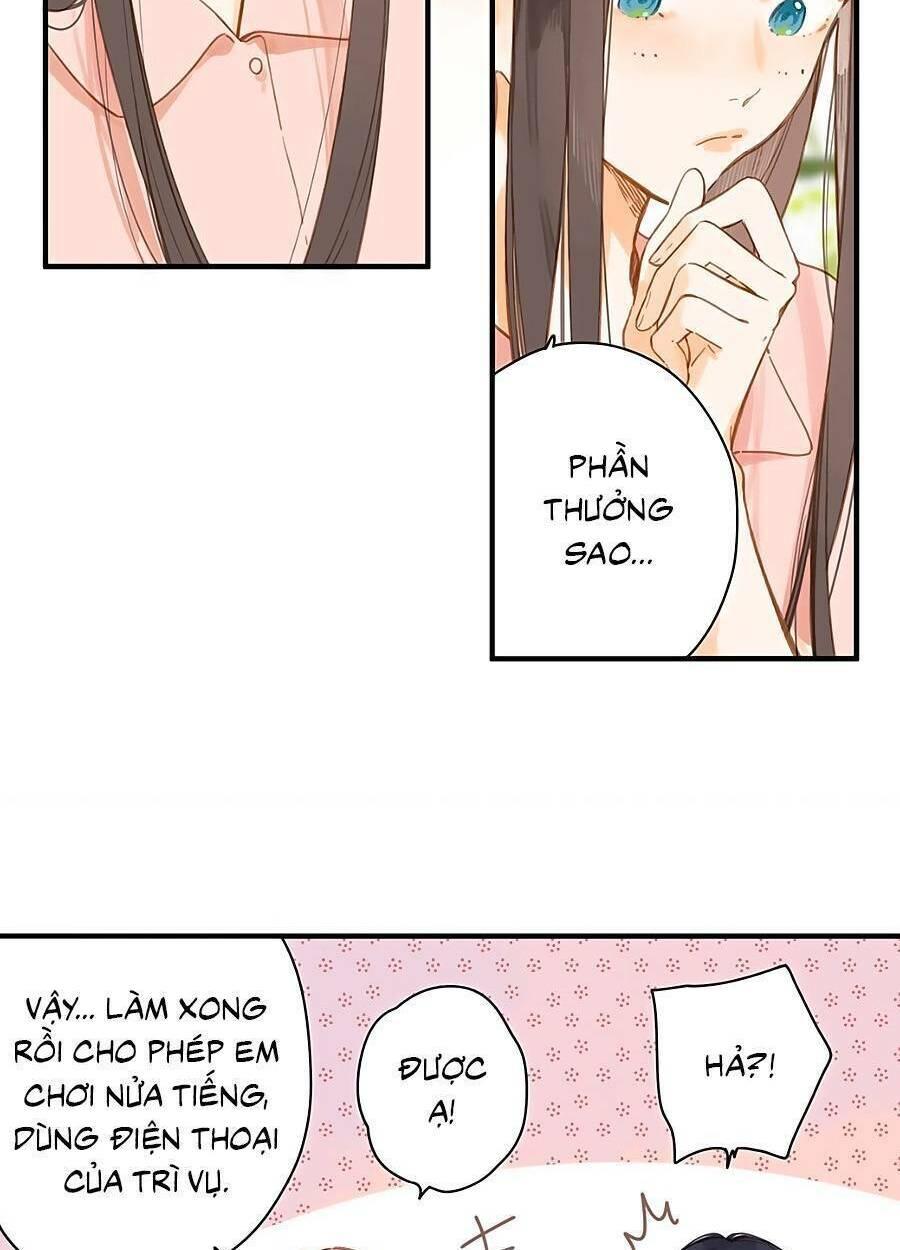 PHẦN
THƯỞNG
SAO...
VẬY... LÀM XONG
RỒI CHO PHÉP EM
CHƠI NỬA TIẾNG,
DÙNG ĐIỆN THOẠI
CỦA TRÌ VỤ.
ĐƯỢC
Ạ!
HẢ?!